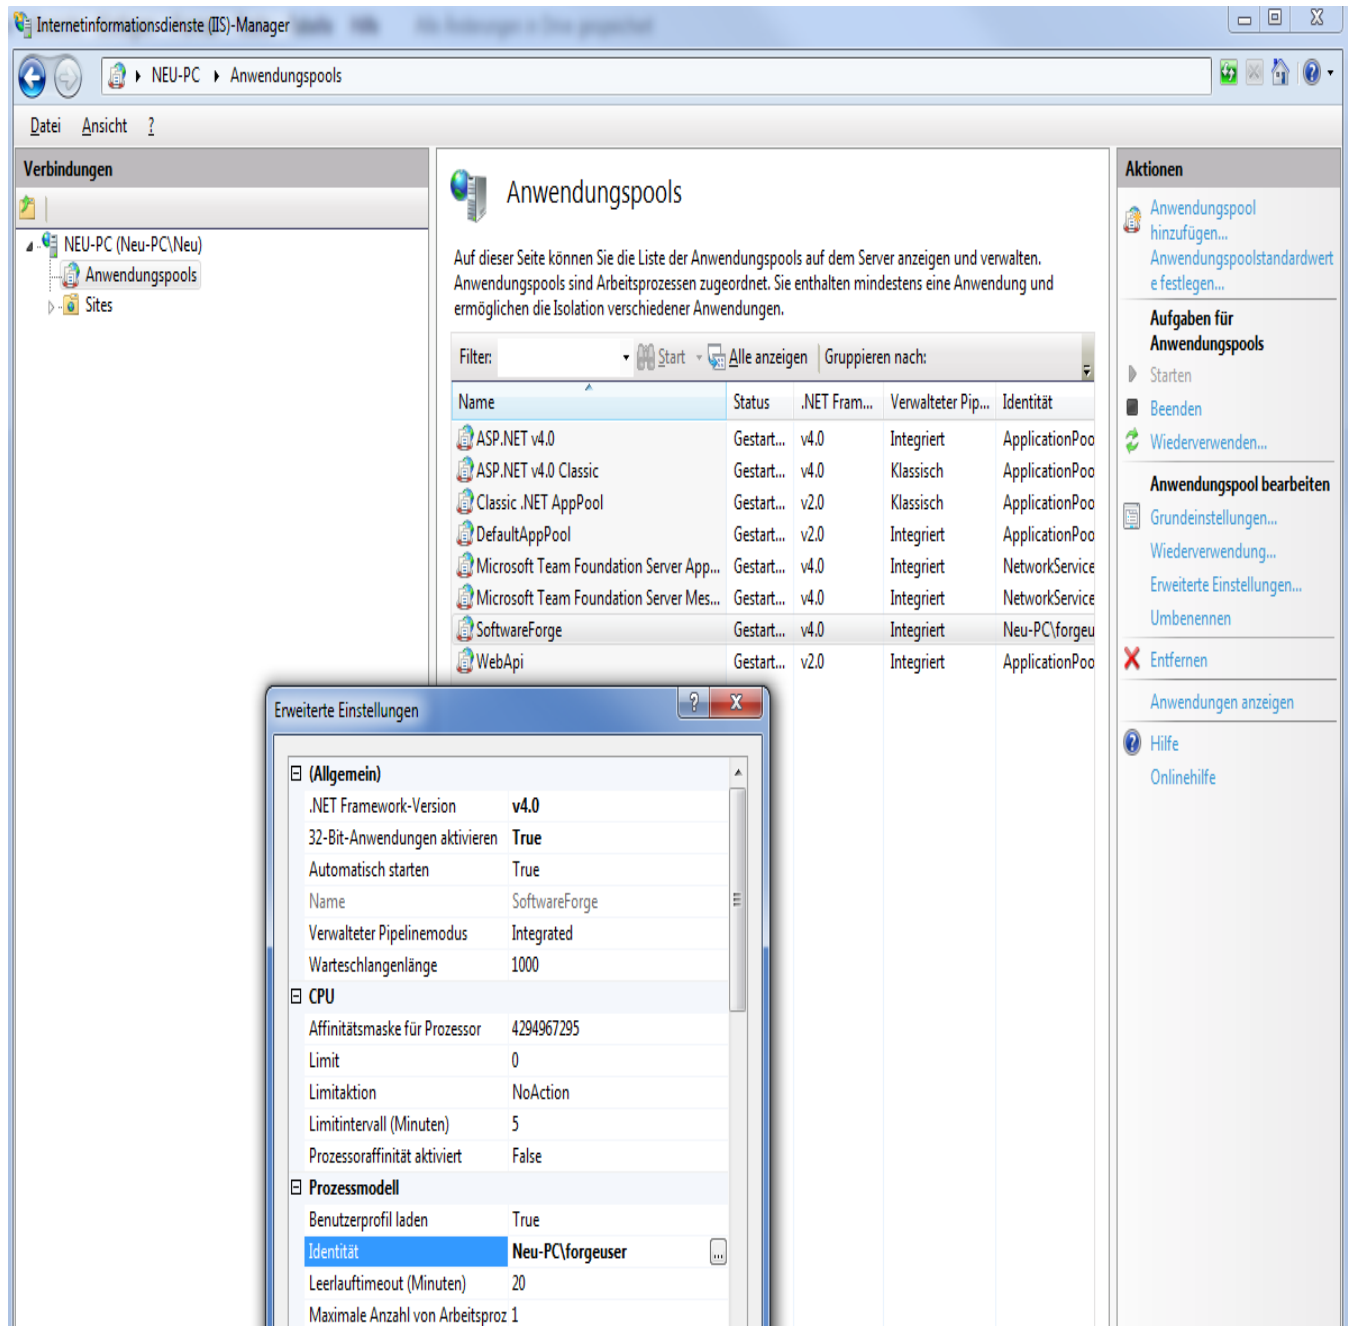 Internetinformationsdienste (IIS)-Manager
NEU-PC Anwendungspools
Datei Ansicht ?
Verbindungen
NEU-PC (Neu-PC\Neu)
Anwendungspools
Sites
Anwendungspools
Auf dieser Seite können Sie die Liste der Anwendungspools auf dem Server anzeigen und verwalten.
Anwendungspools sind Arbeitsprozessen zugeordnet. Sie enthalten mindestens eine Anwendung und
ermöglichen die Isolation verschiedener Anwendungen.
Filter: Start Alle anzeigen Gruppieren nach:
Name Status .NET Fram... Verwalteter Pip... Identität
ASP.NET v4.0 Gestart... v4.0 Integriert ApplicationPoo
ASP.NET v4.0 Classic Gestart... v4.0 Klassisch ApplicationPoo
Classic .NET AppPool Gestart... v2.0 Klassisch ApplicationPoo
DefaultAppPool Gestart... v2.0 Integriert ApplicationPoo
Microsoft Team Foundation Server App... Gestart... v4.0 Integriert NetworkService
Microsoft Team Foundation Server Mes... Gestart... v4.0 Integriert NetworkService
SoftwareForge Gestart... v4.0 Integriert Neu-PC\forgeu
WebApi Gestart... v2.0 Integriert ApplicationPoo
Erweiterte Einstellungen
(Allgemein)
.NET Framework-Version v4.0
32-Bit-Anwendungen aktivieren True
Automatisch starten True
Name SoftwareForge
Verwalteter Pipelinemodus Integrated
Warteschlangenlänge 1000
CPU
Affinitätsmaske für Prozessor 4294967295
Limit 0
Limitaktion NoAction
Limitintervall (Minuten) 5
Prozessoraffinität aktiviert False
Prozessmodell
Benutzerprofil laden True
Identität Neu-PC\forgeuser ...
Leerlauftimeout (Minuten) 20
Maximale Anzahl von Arbeitsproz 1
Aktionen
Anwendungspool
hinzufügen...
Anwendungspoolstandardwert
e festlegen...
Aufgaben für
Anwendungspools
Starten
Beenden
Wiederverwenden...
Anwendungspool bearbeiten
Grundeinstellungen...
Wiederverwendung...
Erweiterte Einstellungen...
Umbenennen
Entfernen
Anwendungen anzeigen
Hilfe
Onlinehilfe